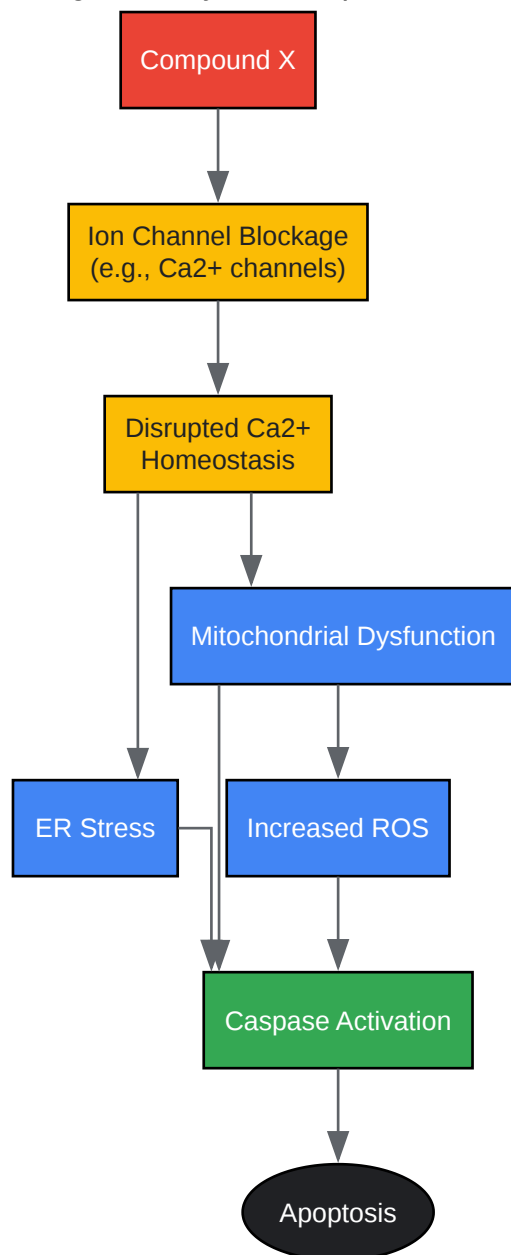 Compound X
Ion Channel Blockage
(e.g., Ca2+ channels)
Disrupted Ca2+
Homeostasis
Mitochondrial Dysfunction
ER Stress
Increased ROS
Caspase Activation
Apoptosis